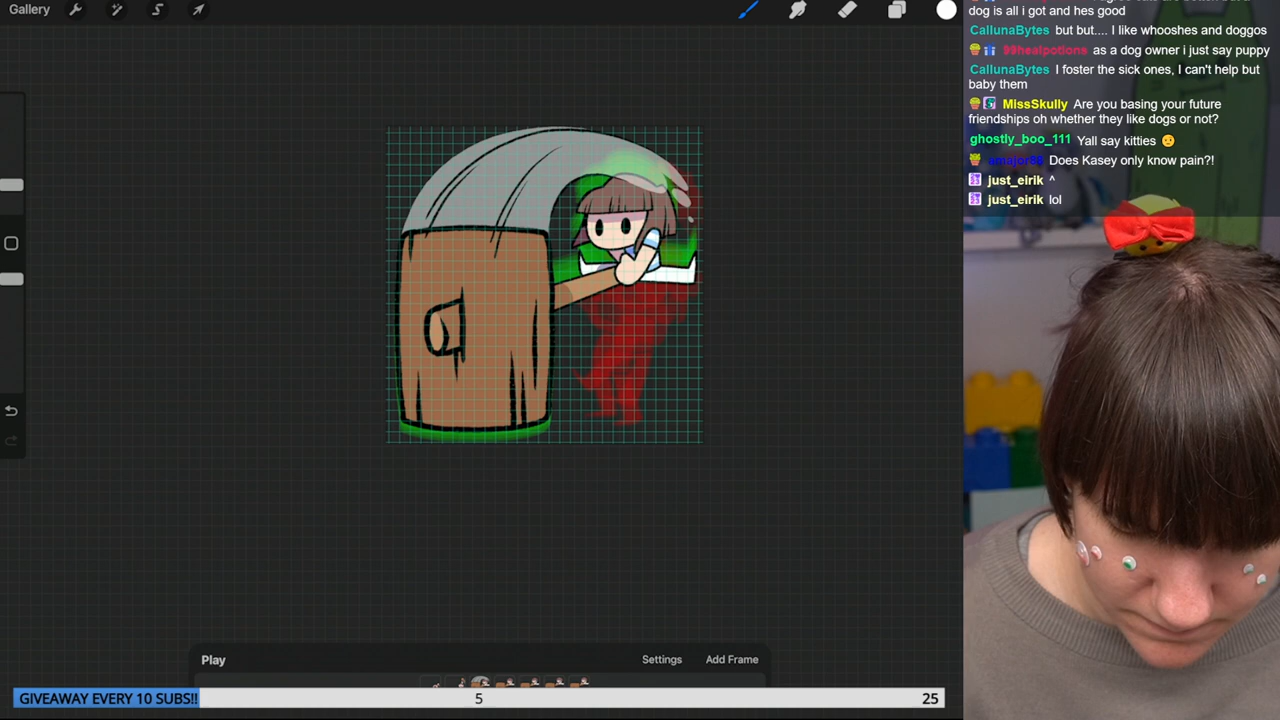 Gallery
dog is all i got and hes good
CallunaBytes but but.... I like whooshes and doggos
99healpotions as a dog owner i just say puppy
CallunaBytes I foster the sick ones, I can't help but
baby them
MissSkully Are you basing your future
friendships oh whether they like dogs or not?
ghostly_boo_111 Yall say kitties 🤨
amajor88 Does Kasey only know pain?!
just_eirik ^
just_eirik lol
Play
Settings
Add Frame
GIVEAWAY EVERY 10 SUBS!!
5
25